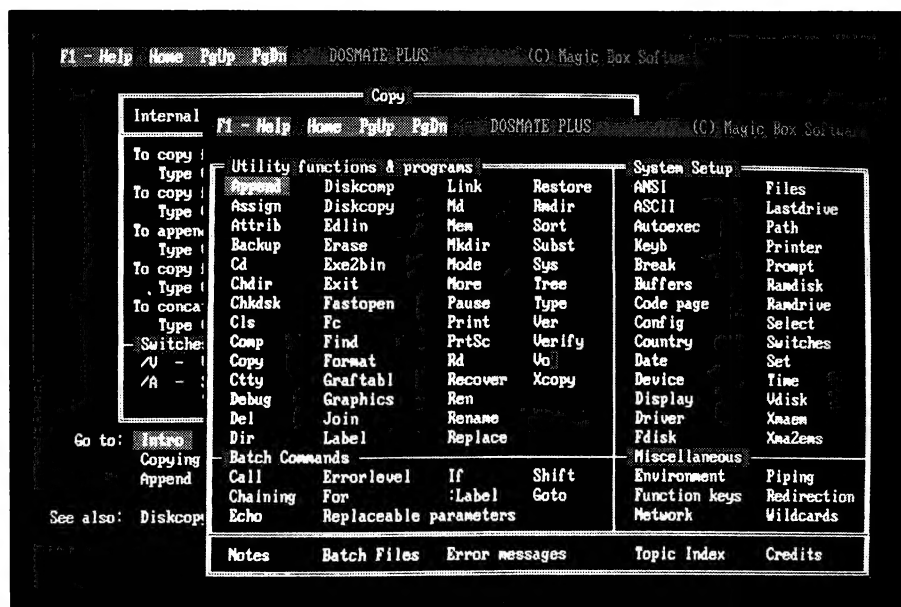 F1 - Help Home PgUp PgDn DOSMATE PLUS (C) Magic Box
Copy
Internal
To copy
Type
To copy
Type
To append
Type
To copy
Type
To conca
Type
Switches
/V -
/A -
Go to: Intro
Copying
Append
See also: Diskcopy
F1 - Help Home PgUp PgDn DOSMATE PLUS (C) Magic Box
Utility functions & programs System Setup
Append Diskcomp Link Restore ANSI Files
Assign Diskcopy Md Rmdir ASCII Lastdrive
Attrib Edlin Mem Sort Autoexec Path
Backup Erase Mkdir Subst Keyb Printer
Cd Exe2bin Mode Sys Break Prompt
Chdir Exit More Tree Buffers Ramdisk
Chkdsk Fastopen Pause Type Code page Ramdrive
Cls Fc Print Ver Config Select
Comp Find PrtSc Verify Country Switches
Copy Format Rd Vo Date Set
Ctty Graftabl Recover Xcopy Device Time
Debug Graphics Ren Display Vdisk
Del Join Rename Driver Xmaem
Dir Label Replace Fdisk Xma2ems
Batch Commands Miscellaneous
Call Errorlevel If Shift Environment Piping
Chaining For :Label Goto Function keys Redirection
Echo Replaceable parameters Network Wildcards
Notes Batch Files Error messages Topic Index Credits